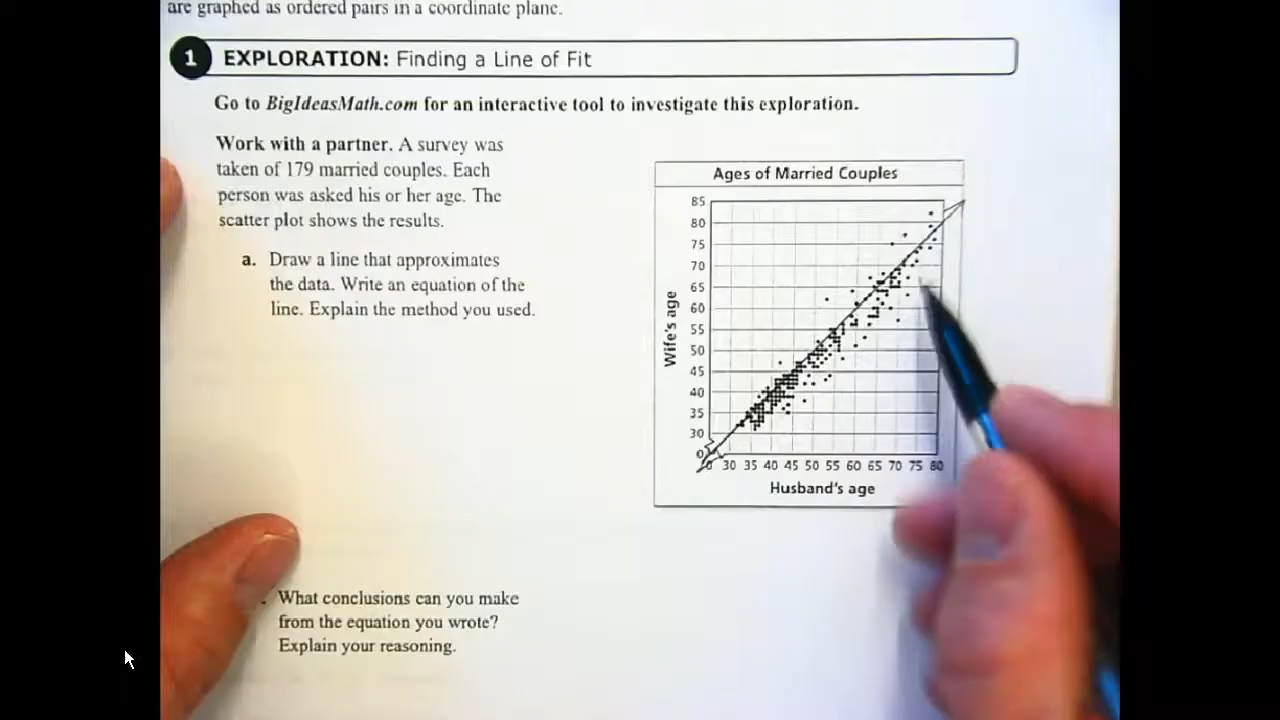 are graphed as ordered pairs in a coordinate plane.
1 EXPLORATION: Finding a Line of Fit
Go to BigIdeasMath.com for an interactive tool to investigate this exploration.
Work with a partner. A survey was
taken of 179 married couples. Each
person was asked his or her age. The
scatter plot shows the results.
a. Draw a line that approximates
the data. Write an equation of the
line. Explain the method you used.
Ages of Married Couples
Wife's age
85
80
75
70
65
60
55
50
45
40
35
30
0
0 30 35 40 45 50 55 60 65 70 75 80
Husband's age
What conclusions can you make
from the equation you wrote?
Explain your reasoning.